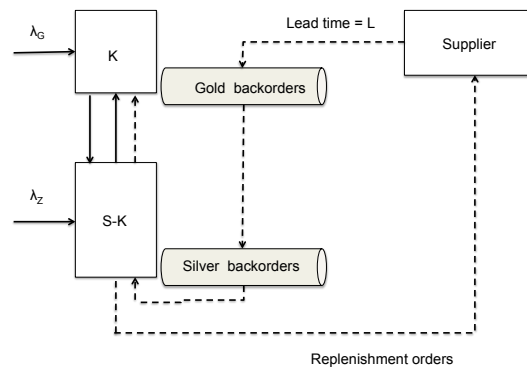 Lead time = L
Supplier
λG
K
Gold backorders
λZ
S-K
Silver backorders
Replenishment orders